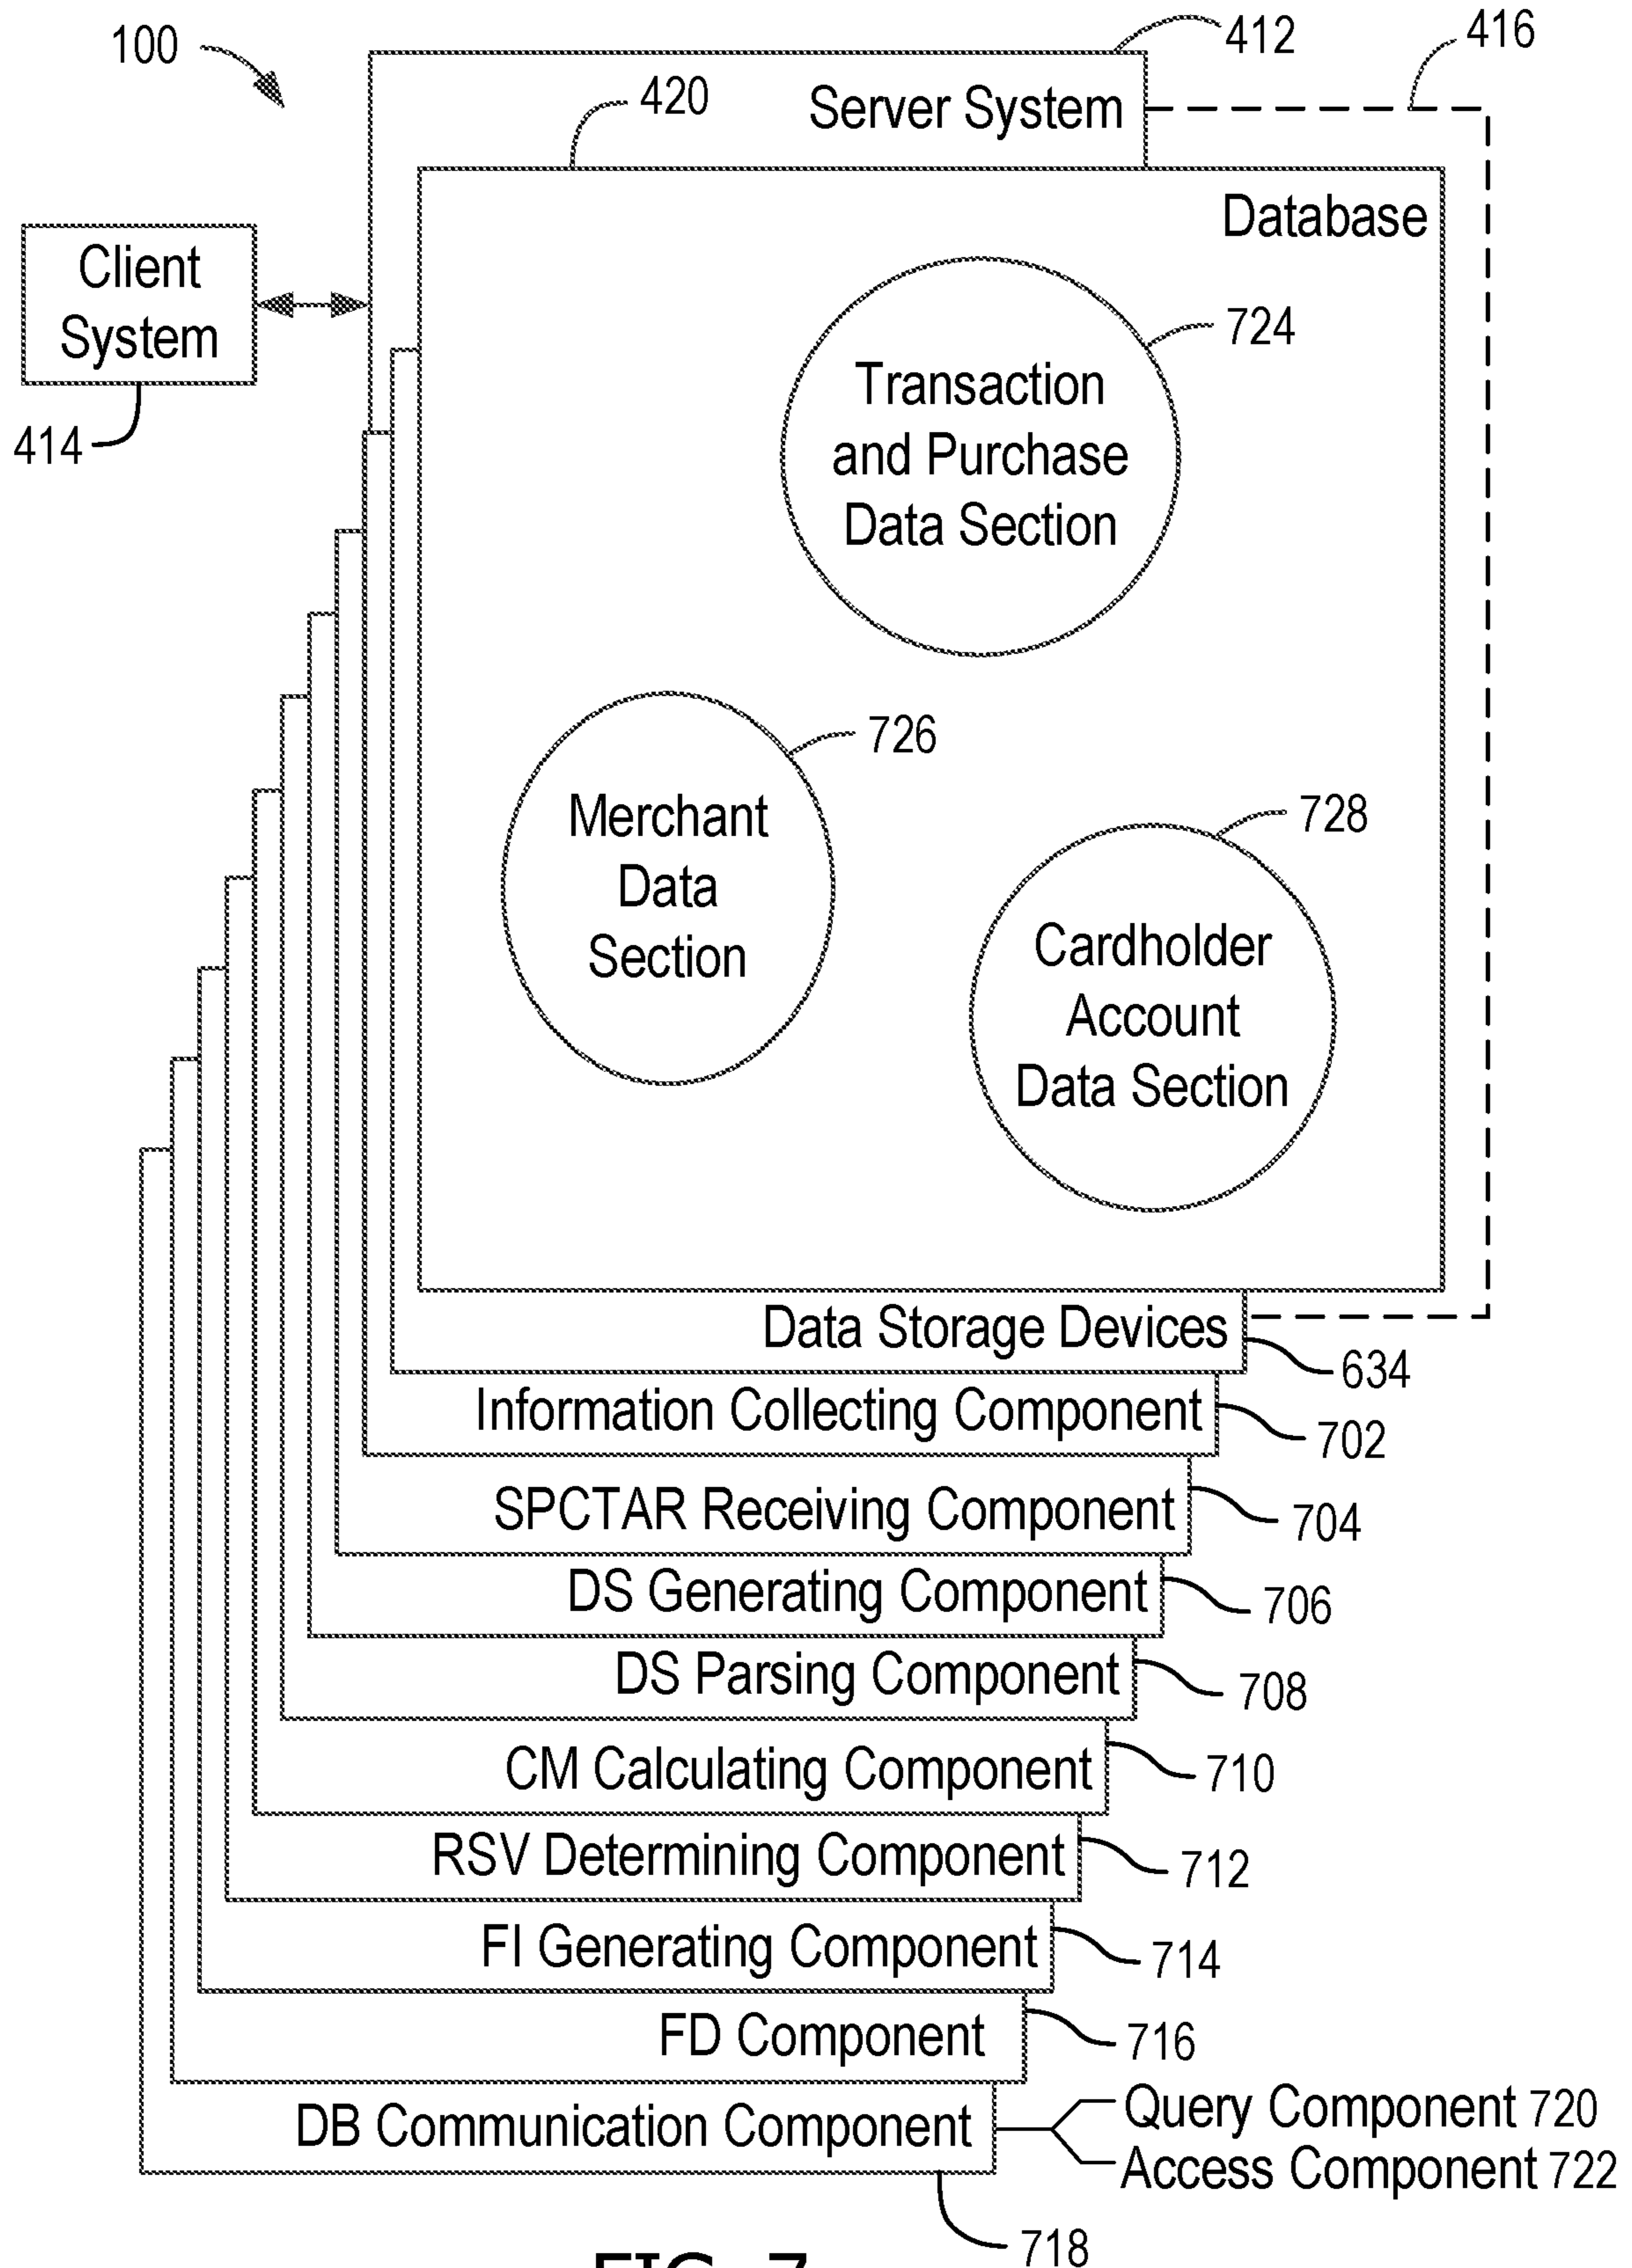 100
412
416
420
Server System
Database
Client
System
414
724
Transaction
and Purchase
Data Section
726
Merchant
Data
Section
728
Cardholder
Account
Data Section
Data Storage Devices
634
Information Collecting Component
702
SPCTAR Receiving Component
704
DS Generating Component
706
DS Parsing Component
708
CM Calculating Component
710
RSV Determining Component
712
FI Generating Component
714
FD Component
716
DB Communication Component
Query Component 720
Access Component 722
718
FIG. 7